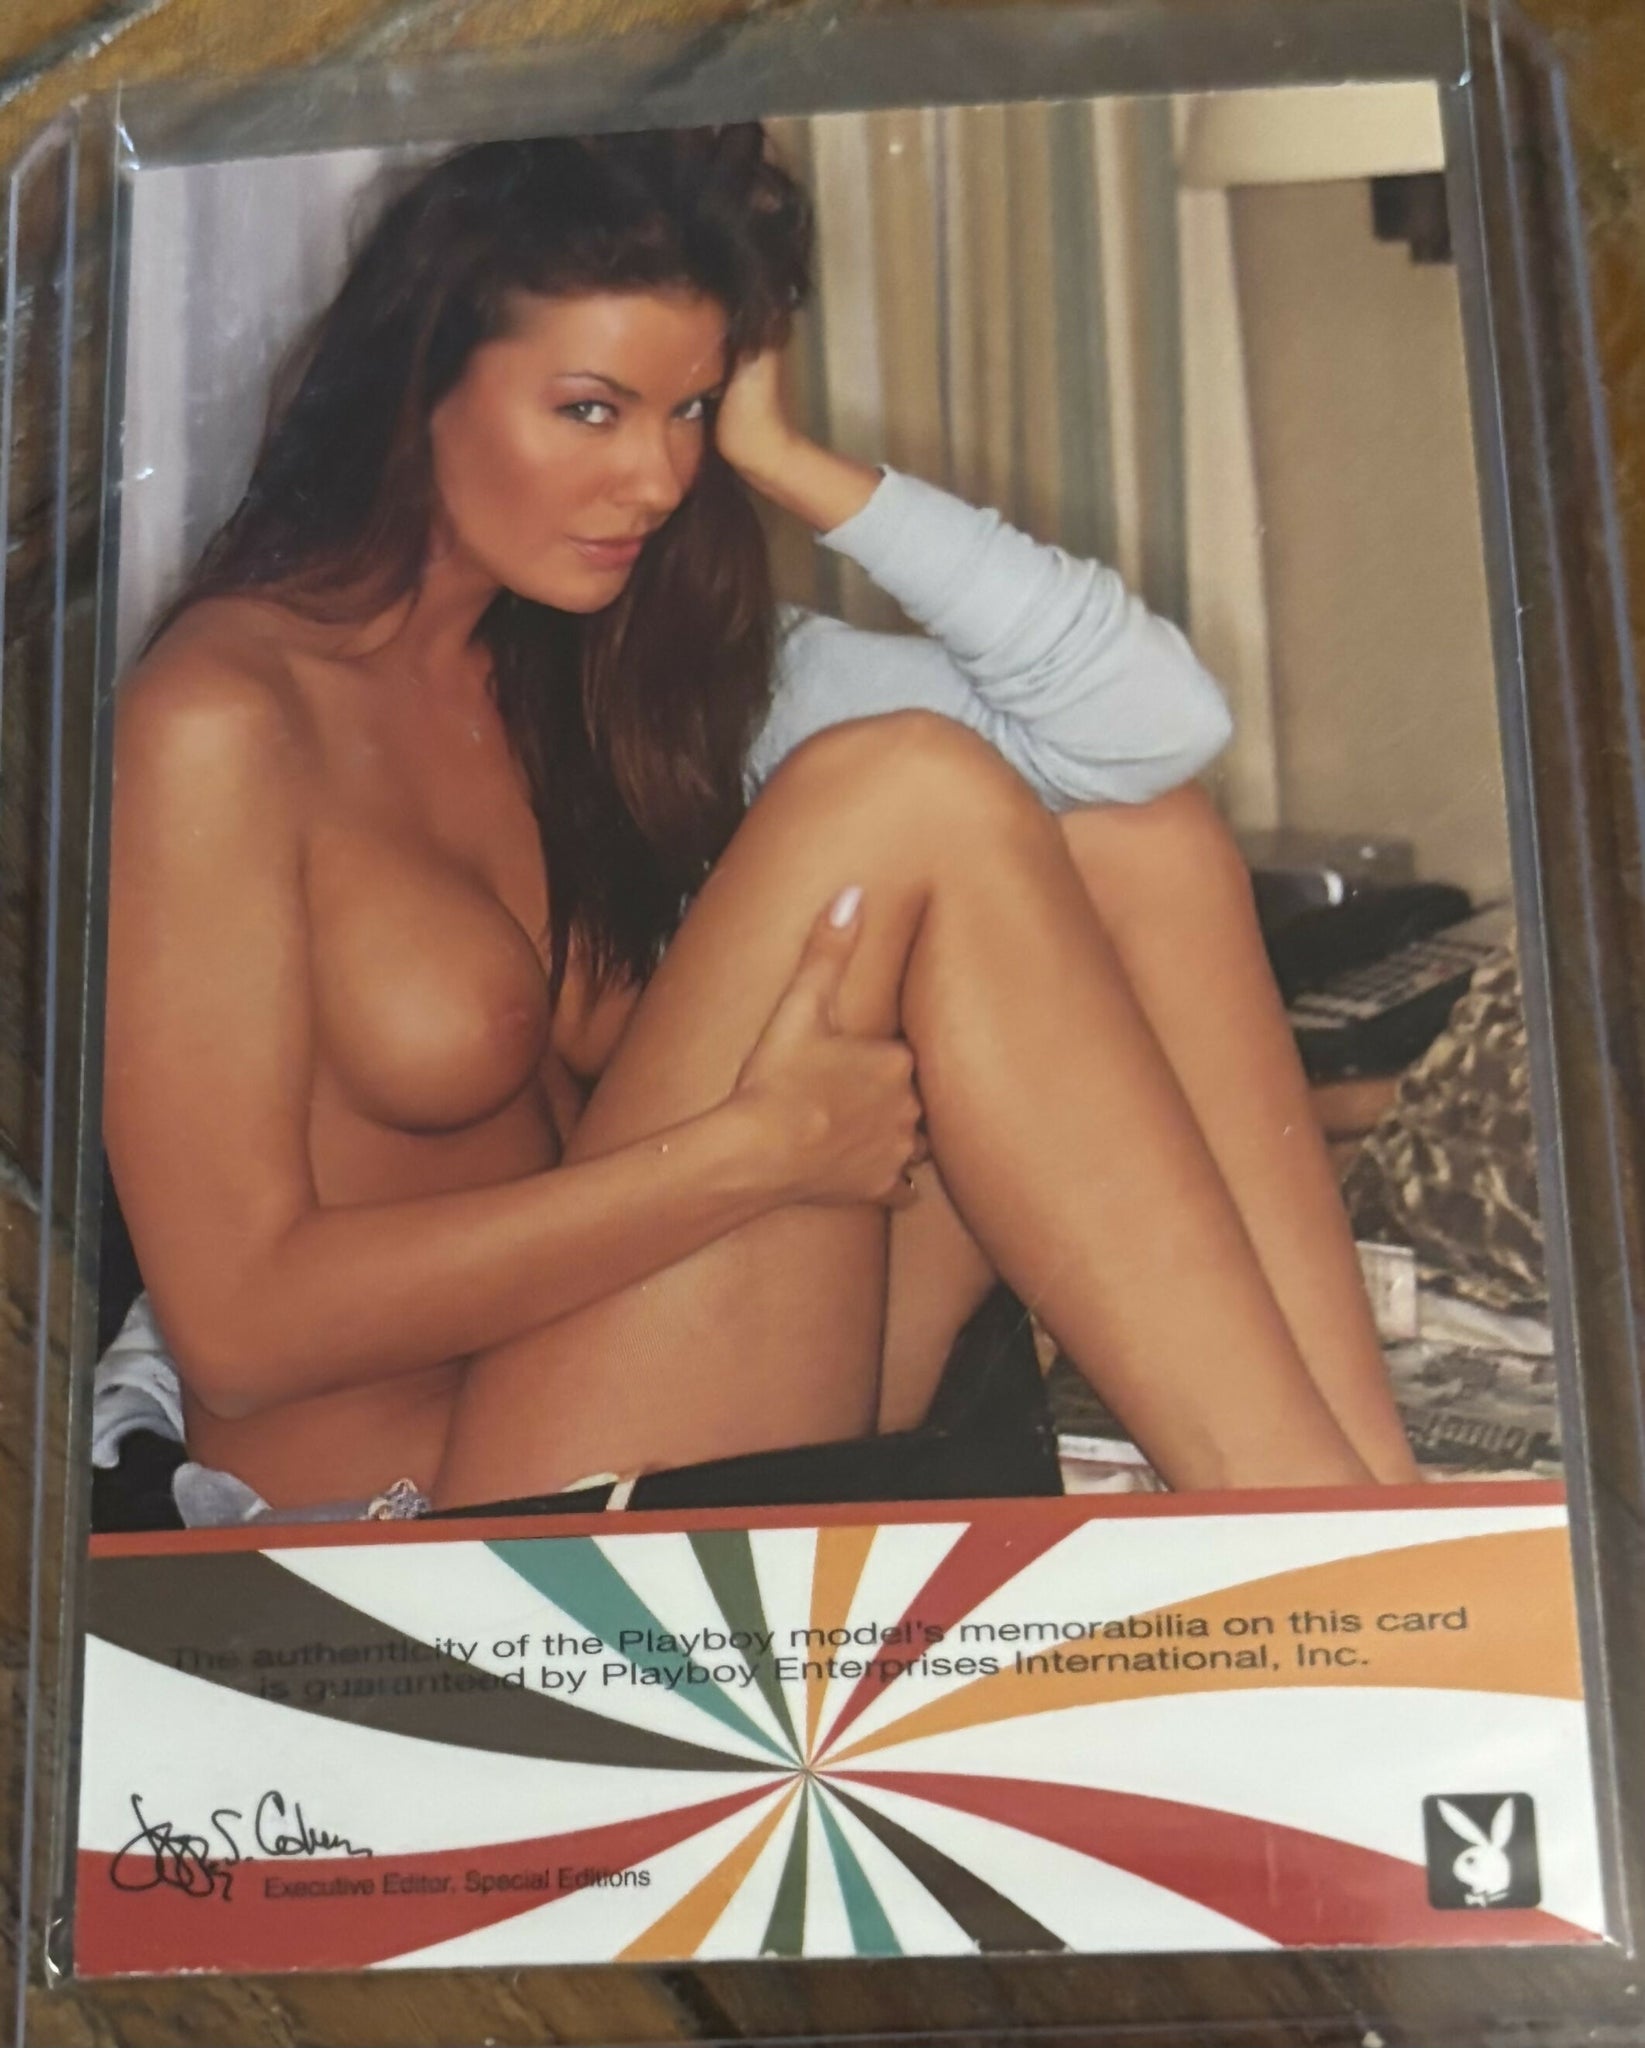 The authenticity of the Playboy model's memorabilia on this card
is guaranteed by Playboy Enterprises International, Inc.
Executive Editor, Special Editions